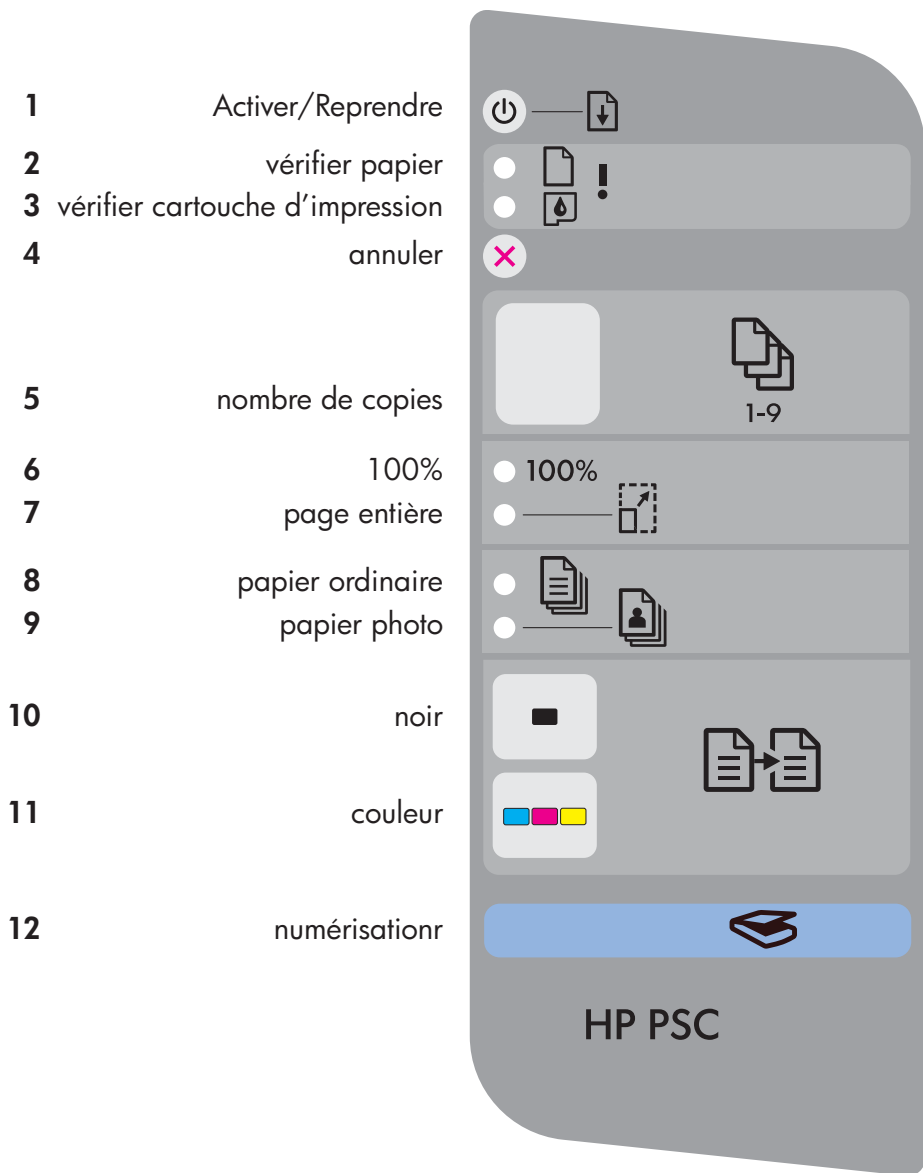 1 Activer/Reprendre
2 vérifier papier
3 vérifier cartouche d’impression
4 annuler
5 nombre de copies
1-9
6 100% 100%
7 page entière
8 papier ordinaire
9 papier photo
10 noir
11 couleur
12 numérisationr
HP PSC